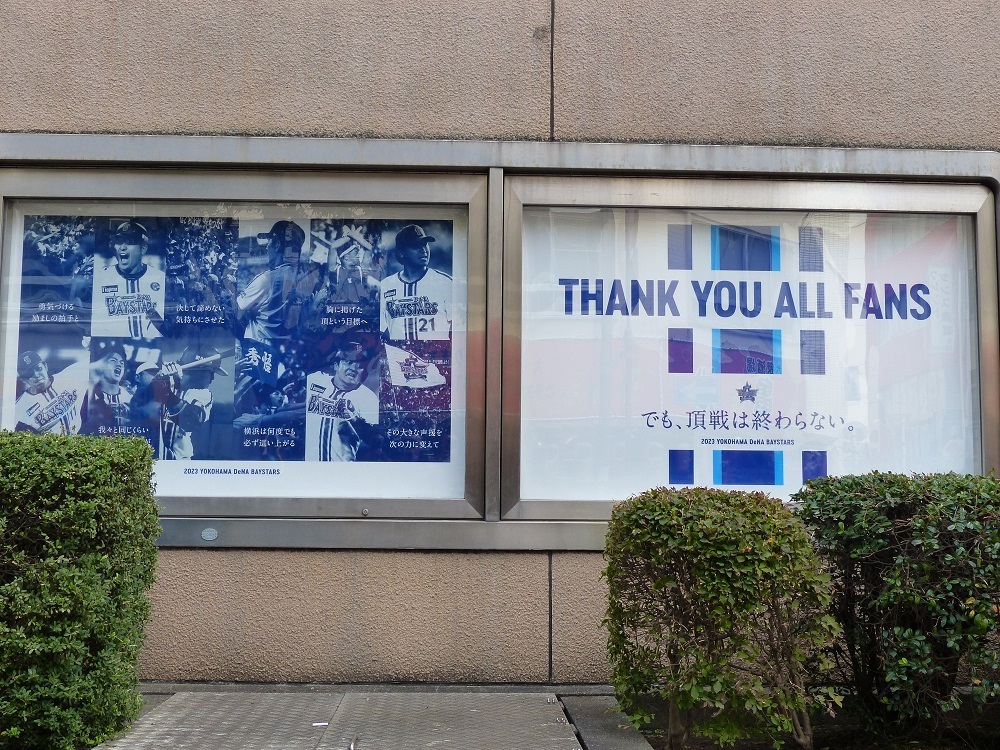 勇気づける
励ましの拍手と
決して諦めない
気持ちにさせた
胸に掲げた
頂という目標へ
BAYSTARS
BAYSTARS
21
秀悟
BAYSTARS
BAYSTARS
我々と同じくらい
横浜は何度でも
必ず這い上がる
その大きな声援を
次の力に変えて
2023 YOKOHAMA DeNA BAYSTARS
THANK YOU ALL FANS
でも、頂戦は終わらない。
2023 YOKOHAMA DeNA BAYSTARS